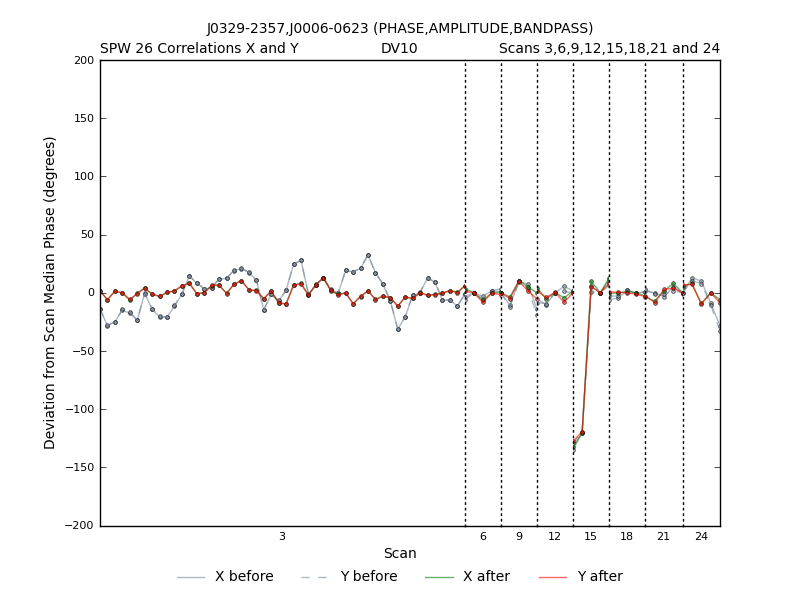 J0329-2357,J0006-0623 (PHASE,AMPLITUDE,BANDPASS)
SPW 26 Correlations X and Y DV10 Scans 3,6,9,12,15,18,21 and 24
200
150
100
50
0
−50
−100
−150
−200
Deviation from Scan Median Phase (degrees)
3 6 9 12 15 18 21 24
Scan
X before Y before X after Y after